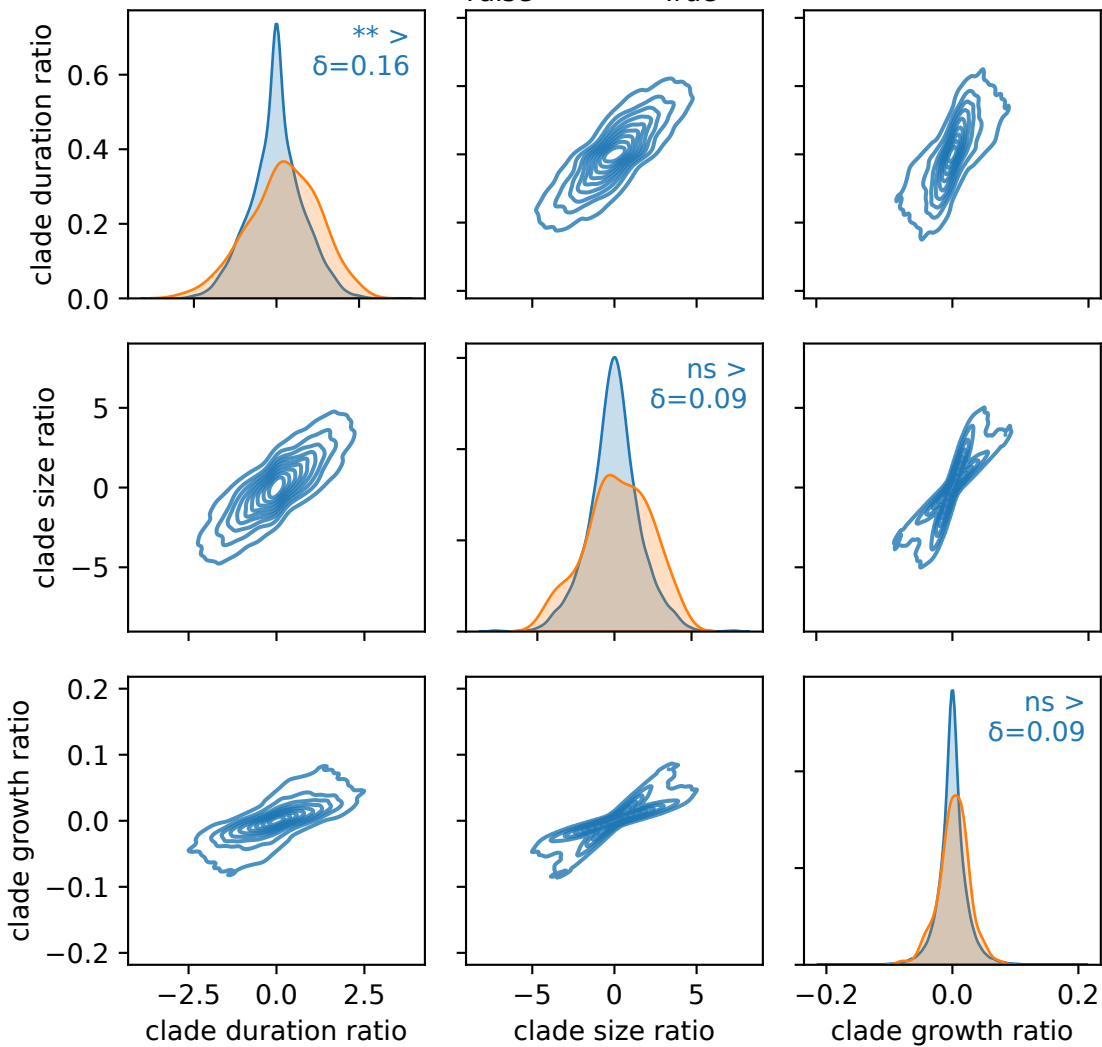 clade duration ratio
0.6
0.4
0.2
0.0
** >
δ=0.16
clade size ratio
5
0
−5
ns >
δ=0.09
clade growth ratio
0.2
0.1
0.0
−0.1
−0.2
ns >
δ=0.09
−2.5 0.0 2.5
clade duration ratio
−5 0 5
clade size ratio
−0.2 0.0 0.2
clade growth ratio